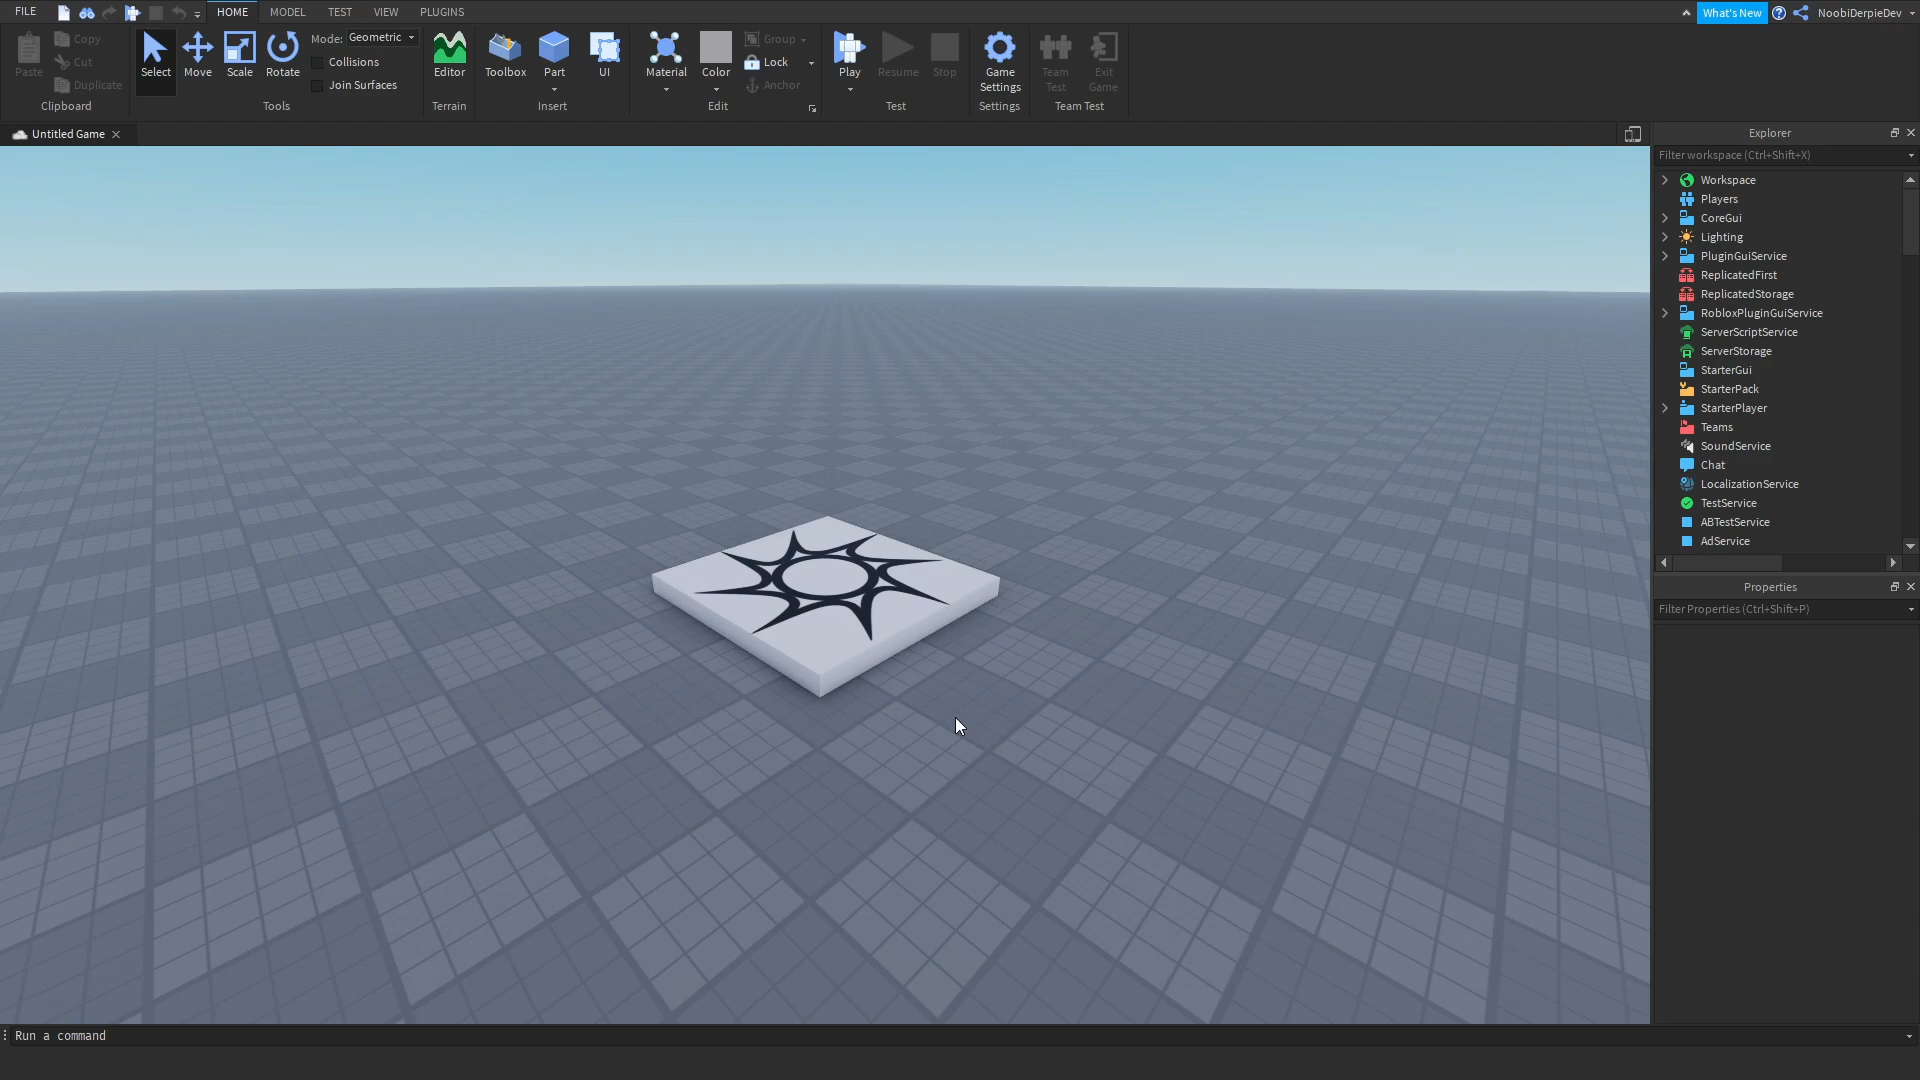 FILE HOME MODEL TEST VIEW PLUGINS What's New NoobiDerpieDev
Paste Copy Cut Duplicate
Clipboard
Select Move Scale Rotate Mode: Geometric
Collisions
Join Surfaces
Tools
Editor
Terrain
Toolbox Part UI
Insert
Material Color Group Lock Anchor
Edit
Play Resume Stop
Test
Game Settings
Settings
Team Test Exit Game
Team Test
Untitled Game
Explorer
Filter workspace (Ctrl+Shift+X)
Workspace
Players
CoreGui
Lighting
PluginGuiService
ReplicatedFirst
ReplicatedStorage
RobloxPluginGuiService
ServerScriptService
ServerStorage
StarterGui
StarterPack
StarterPlayer
Teams
SoundService
Chat
LocalizationService
TestService
ABTestService
AdService
Properties
Filter Properties (Ctrl+Shift+P)
Run a command